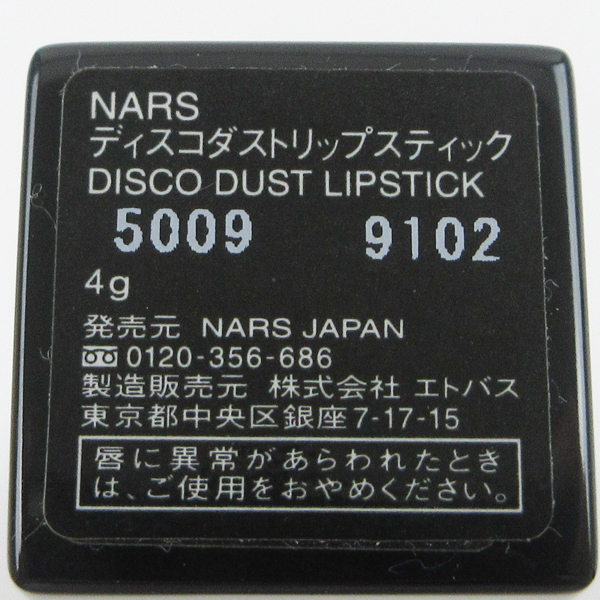 NARS
ディスコダストリップスティック
DISCO DUST LIPSTICK
5009 9102
4g
発売元 NARS JAPAN
0120-356-686
製造販売元 株式会社 エトバス
東京都中央区銀座7-17-15
唇に異常があらわれたとき
は、ご使用をおやめください。